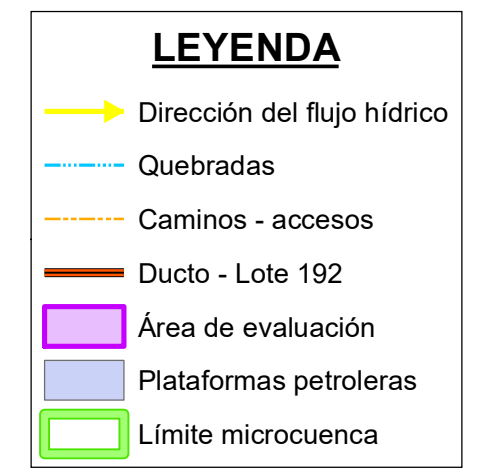 LEYENDA
Dirección del flujo hídrico
Quebradas
Caminos - accesos
Ducto - Lote 192
Área de evaluación
Plataformas petroleras
Límite microcuenca